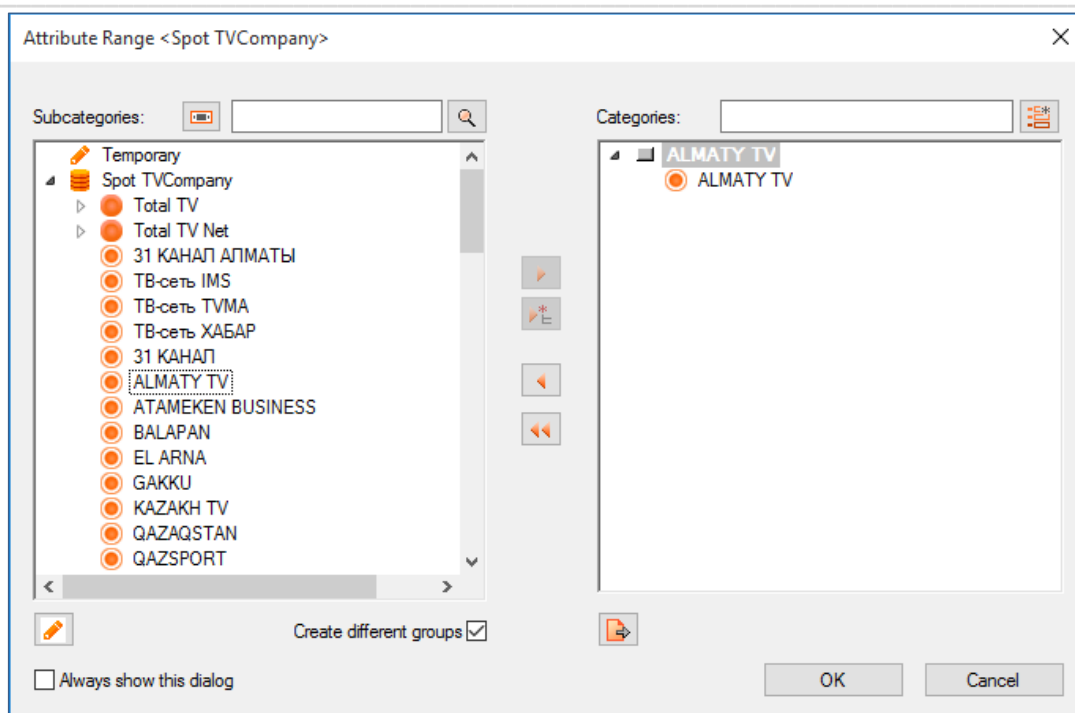 Attribute Range <Spot TVCompany>
Subcategories:
Temporary
Spot TVCompany
Total TV
Total TV Net
31 КАНАЛ АЛМАТЫ
ТВ-сеть IMS
ТВ-сеть TVMA
ТВ-сеть ХАБАР
31 КАНАЛ
ALMATY TV
ATAMEKEN BUSINESS
BALAPAN
EL ARNA
GAKKU
KAZAKH TV
QAZAQSTAN
QAZSPORT
Create different groups
Always show this dialog
Categories:
ALMATY TV
ALMATY TV
OK
Cancel